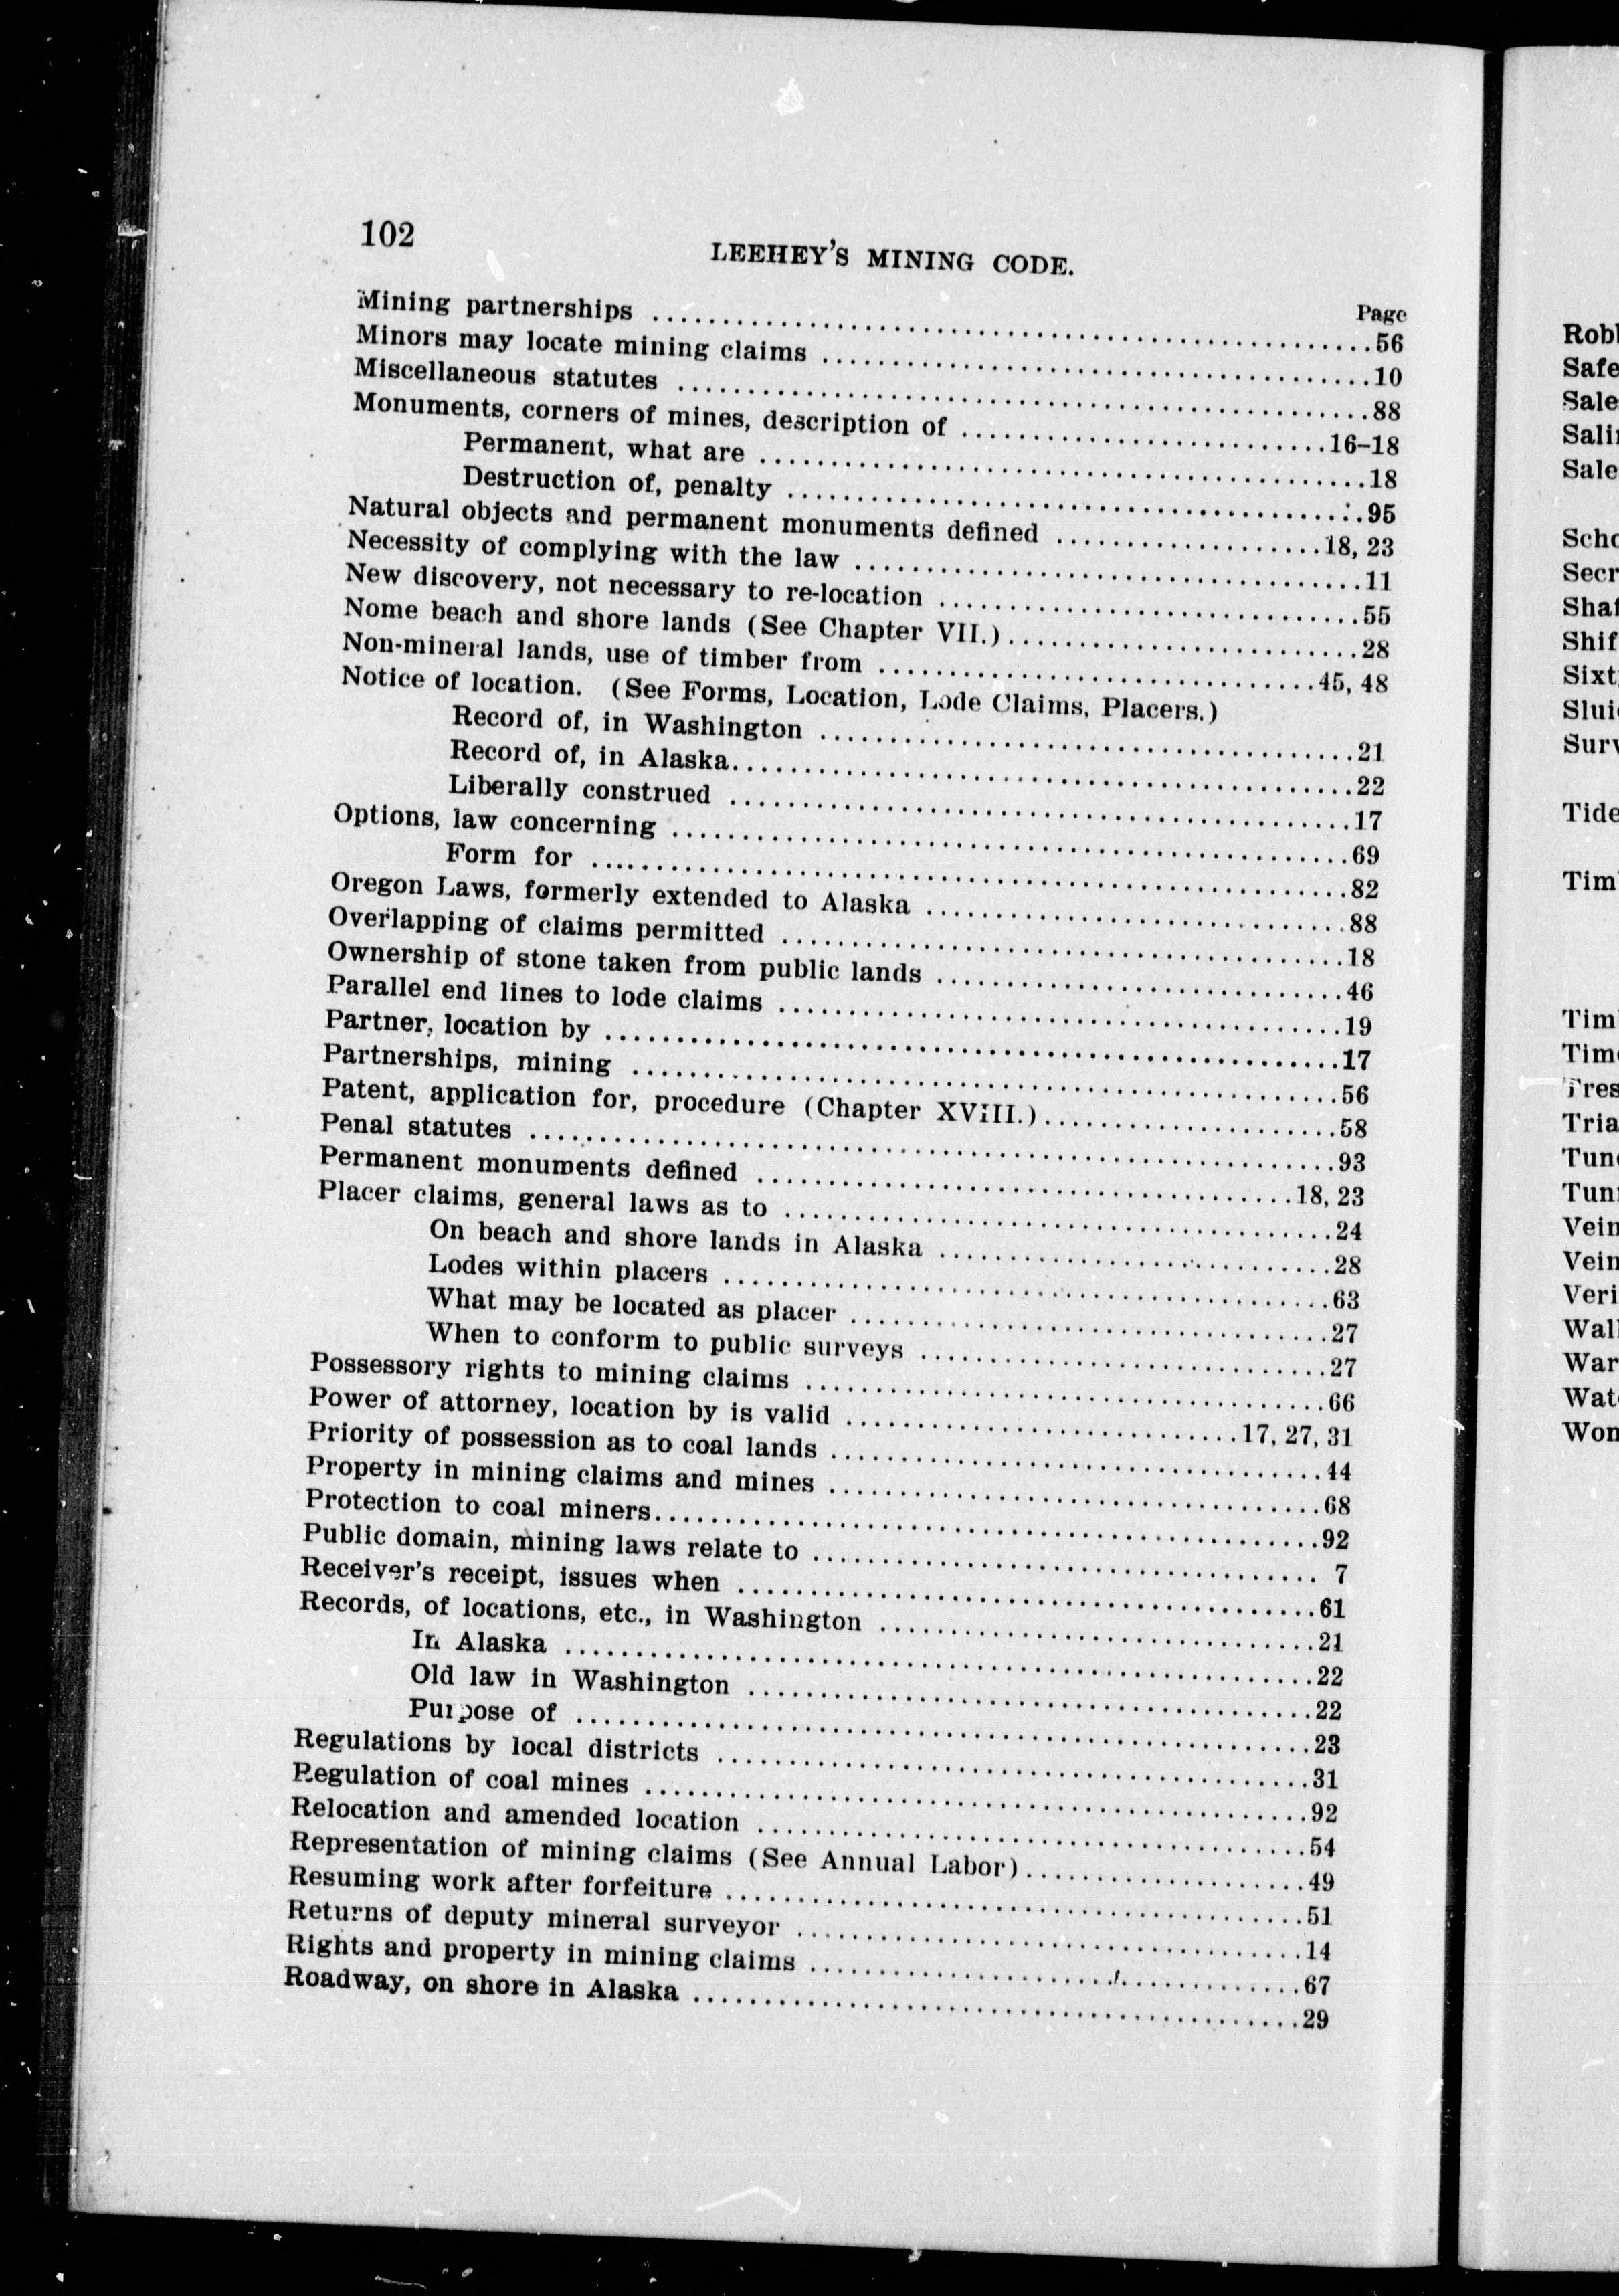 102
LEEHEY'S MINING CODE.
Page
Mining partnerships ........ 56
Minors may locate mining claims ........ 10
Miscellaneous statutes ........ 88
Monuments, corners of mines, description of ........ 16-18
Permanent, what are ........ 18
Destruction of, penalty ........ 95
Natural objects and permanent monuments defined ........ 18, 23
Necessity of complying with the law ........ 11
New discovery, not necessary to re-location ........ 55
Nome beach and shore lands (See Chapter VII.) ........ 28
Non-mineral lands, use of timber from ........ 45, 48
Notice of location. (See Forms, Location, Lode Claims, Placers.)
Record of, in Washington ........ 21
Record of, in Alaska ........ 22
Liberally construed ........ 17
Options, law concerning ........ 69
Form for ........ 82
Oregon Laws, formerly extended to Alaska ........ 88
Overlapping of claims permitted ........ 18
Ownership of stone taken from public lands ........ 46
Parallel end lines to lode claims ........ 19
Partner, location by ........ 17
Partnerships, mining ........ 56
Patent, application for, procedure (Chapter XVIII.) ........ 58
Penal statutes ........ 93
Permanent monuments defined ........ 18, 23
Placer claims, general laws as to ........ 24
On beach and shore lands in Alaska ........ 28
Lodes within placers ........ 63
What may be located as placer ........ 27
When to conform to public surveys ........ 27
Possessory rights to mining claims ........ 66
Power of attorney, location by is valid ........ 17, 27, 31
Priority of possession as to coal lands ........ 44
Property in mining claims and mines ........ 68
Protection to coal miners ........ 92
Public domain, mining laws relate to ........ 7
Receiver's receipt, issues when ........ 61
Records, of locations, etc., in Washington ........ 21
In Alaska ........ 22
Old law in Washington ........ 22
Purpose of ........ 23
Regulations by local districts ........ 31
Regulation of coal mines ........ 92
Relocation and amended location ........ 54
Representation of mining claims (See Annual Labor) ........ 49
Resuming work after forfeiture ........ 51
Returns of deputy mineral surveyor ........ 14
Rights and property in mining claims ........ 67
Roadway, on shore in Alaska ........ 29